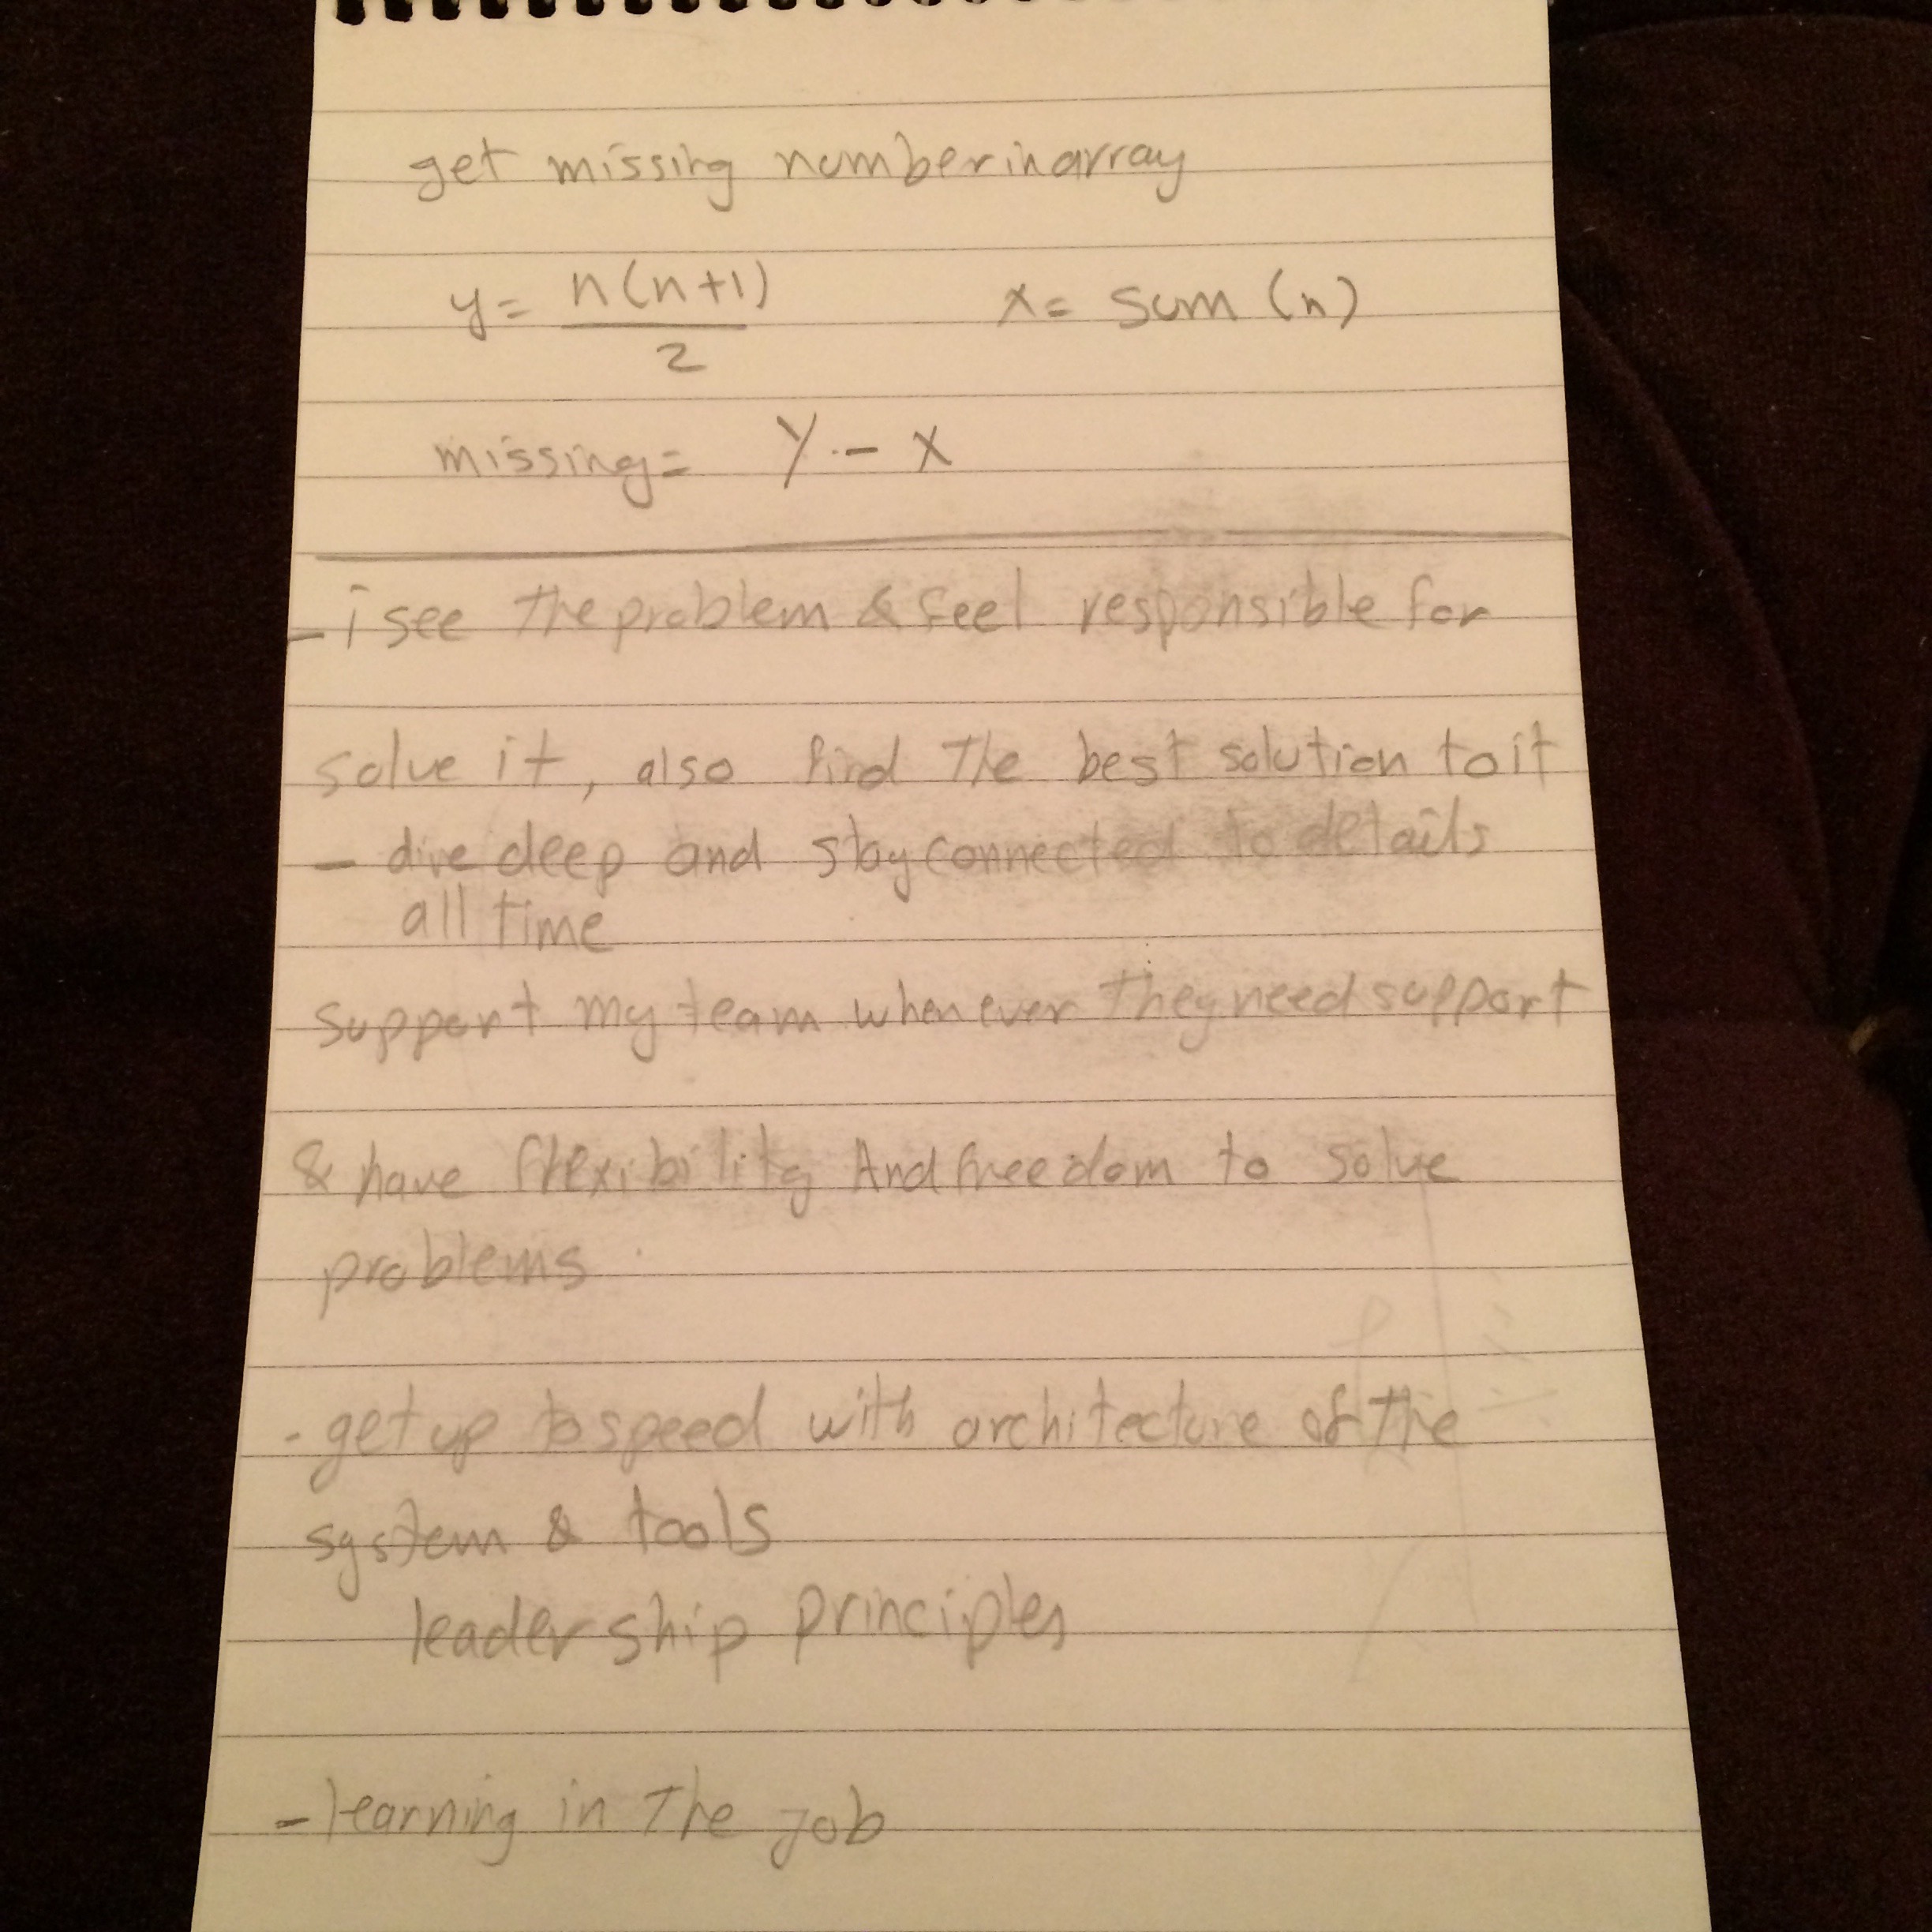 get missing number in array
y = n(n+1)/2 x = sum (n)
missing = y - x
- i see the problem & feel responsible for
solve it, also find the best solution to it
- dive deep and stay connected to details
all time
support my team whenever they need support
& have flexibility And freedom to solve
problems
- get up to speed with architecture of the
system & tools
leadership principles
- learning in the job